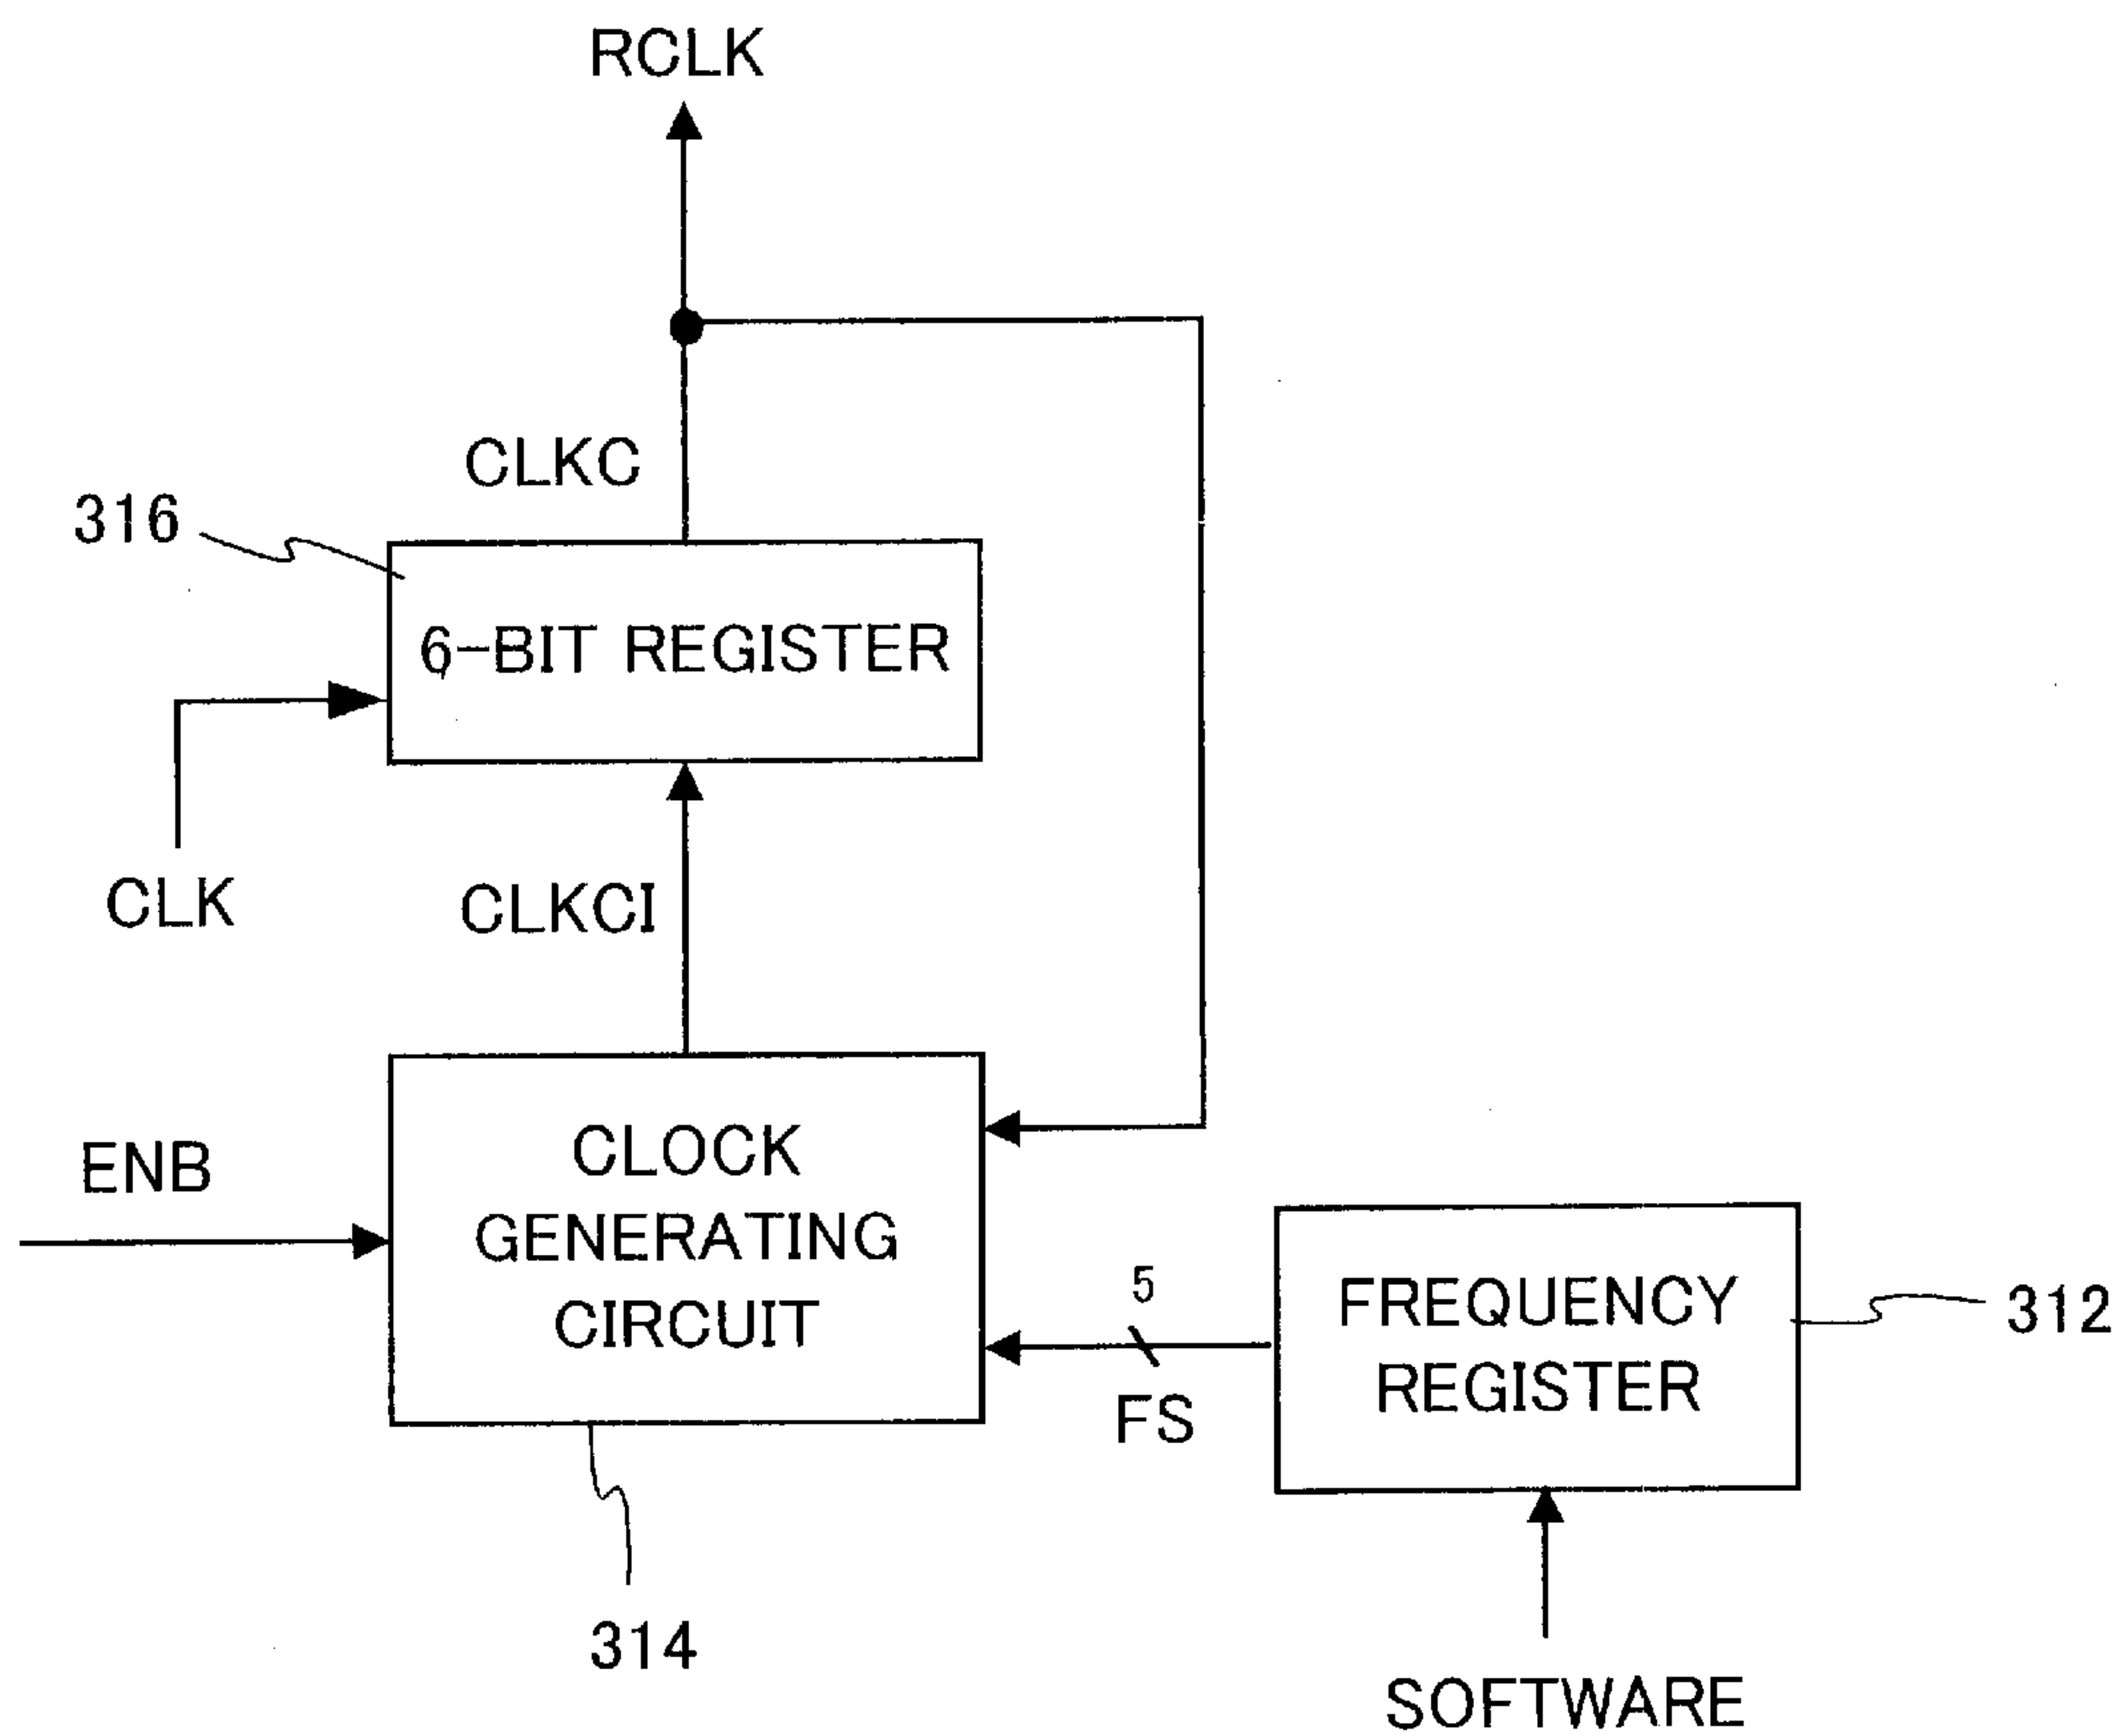 RCLK
CLKC
316
6-BIT REGISTER
CLK
CLKCI
ENB
CLOCK
GENERATING
CIRCUIT
5
FS
FREQUENCY
REGISTER
312
314
SOFTWARE